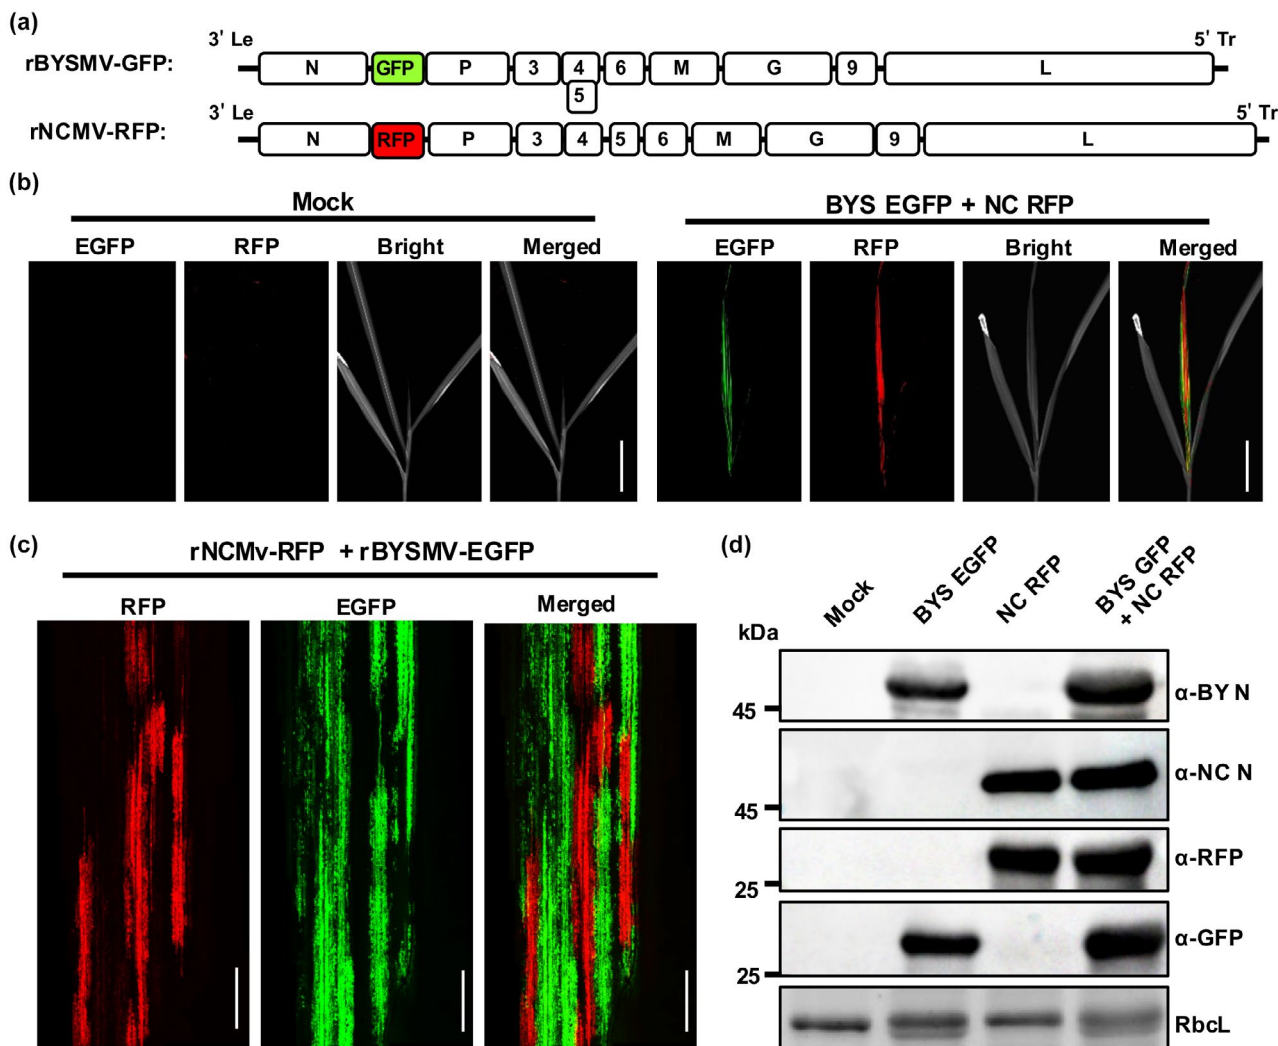 (a)
3' Le 5' Tr
rBYSMV-GFP: N GFP P 3 4 6 M G 9 L
5
3' Le 5' Tr
rNCMV-RFP: N RFP P 3 4 5 6 M G 9 L
(b)
Mock
EGFP RFP Bright Merged
BYS EGFP + NC RFP
EGFP RFP Bright Merged
(c)
rNCMv-RFP + rBYSMV-EGFP
RFP EGFP Merged
(d)
Mock
BYS EGFP
NC RFP
BYS GFP
+ NC RFP
kDa
45
α-BY N
45
α-NC N
25
α-RFP
25
α-GFP
RbcL